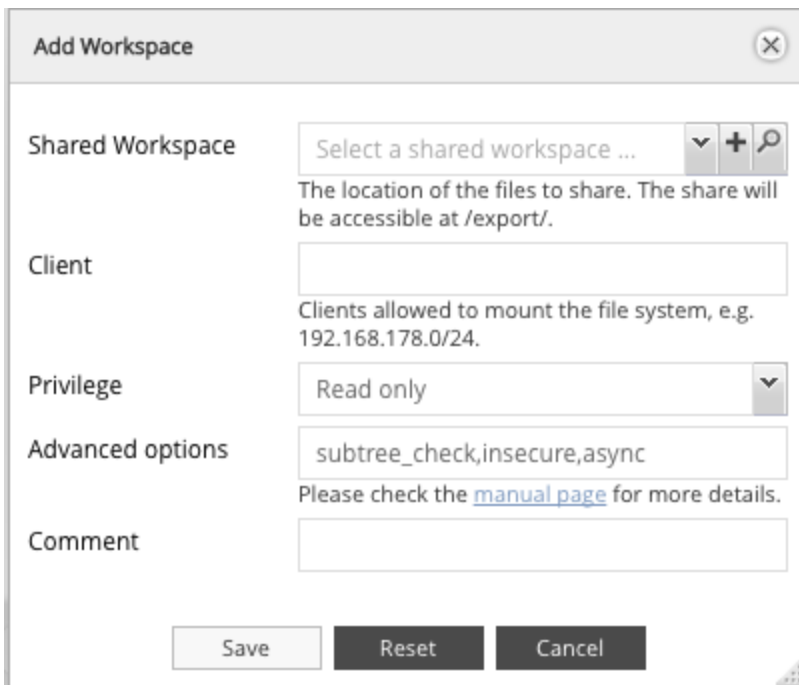 Add Workspace
Shared Workspace
Select a shared workspace ...
The location of the files to share. The share will
be accessible at /export/.
Client
Clients allowed to mount the file system, e.g.
192.168.178.0/24.
Privilege
Read only
Advanced options
subtree_check,insecure,async
Please check the manual page for more details.
Comment
Save
Reset
Cancel